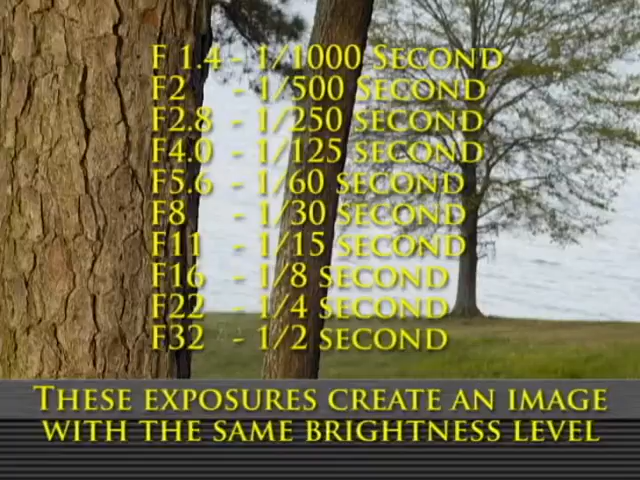 F 1.4 - 1/1000 Second
F2 - 1/500 Second
F2.8 - 1/250 second
F4.0 - 1/125 second
F5.6 - 1/60 second
F8 - 1/30 second
F11 - 1/15 second
F16 - 1/8 second
F22 - 1/4 second
F32 - 1/2 second
These exposures create an image
with the same brightness level